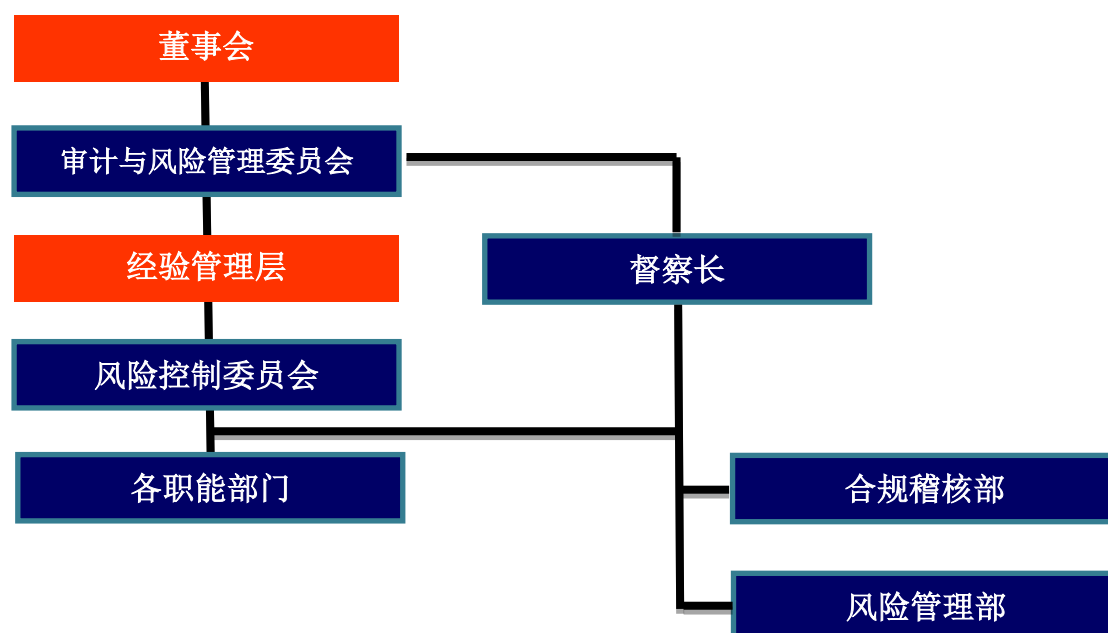 董事会
审计与风险管理委员会
经验管理层
督察长
风险控制委员会
各职能部门
合规稽核部
风险管理部